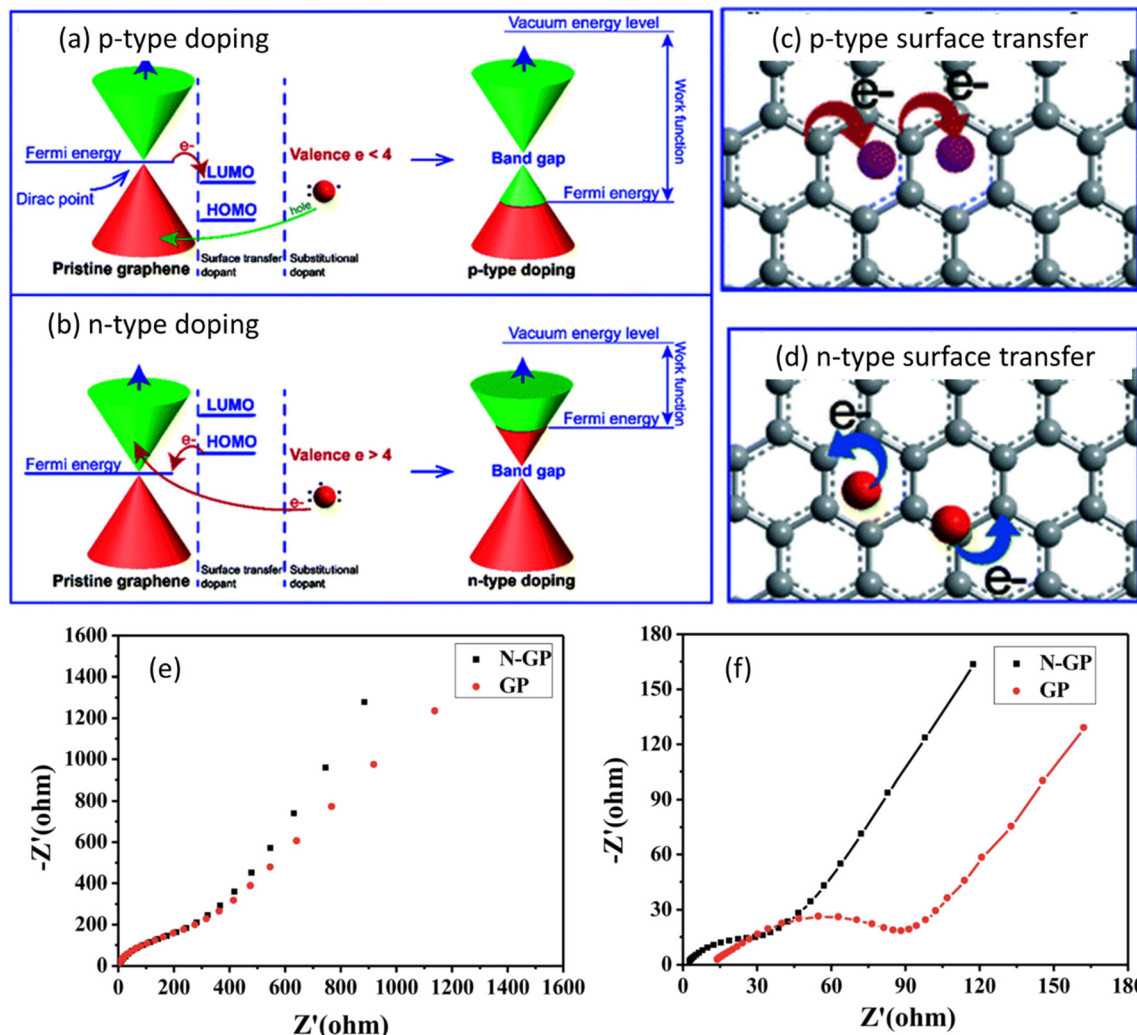 (a) p-type doping
Vacuum energy level
Work function
Fermi energy
e-
LUMO
Valence e < 4
Band gap
Dirac point
HOMO
hole
Fermi energy
Pristine graphene
Surface transfer
dopant
Substitutional
dopant
p-type doping
(b) n-type doping
Vacuum energy level
Work function
LUMO
Fermi energy
e-
HOMO
Valence e > 4
Fermi energy
Band gap
e-
Pristine graphene
Surface transfer
dopant
Substitutional
dopant
n-type doping
(c) p-type surface transfer
e-
e-
(d) n-type surface transfer
e-
e-
(e)
N-GP
GP
1600
1400
1200
1000
800
600
400
200
0
-Z'(ohm)
0
200
400
600
800
1000
1200
1400
1600
Z'(ohm)
(f)
N-GP
GP
180
150
120
90
60
30
0
-Z'(ohm)
0
30
60
90
120
150
180
Z'(ohm)